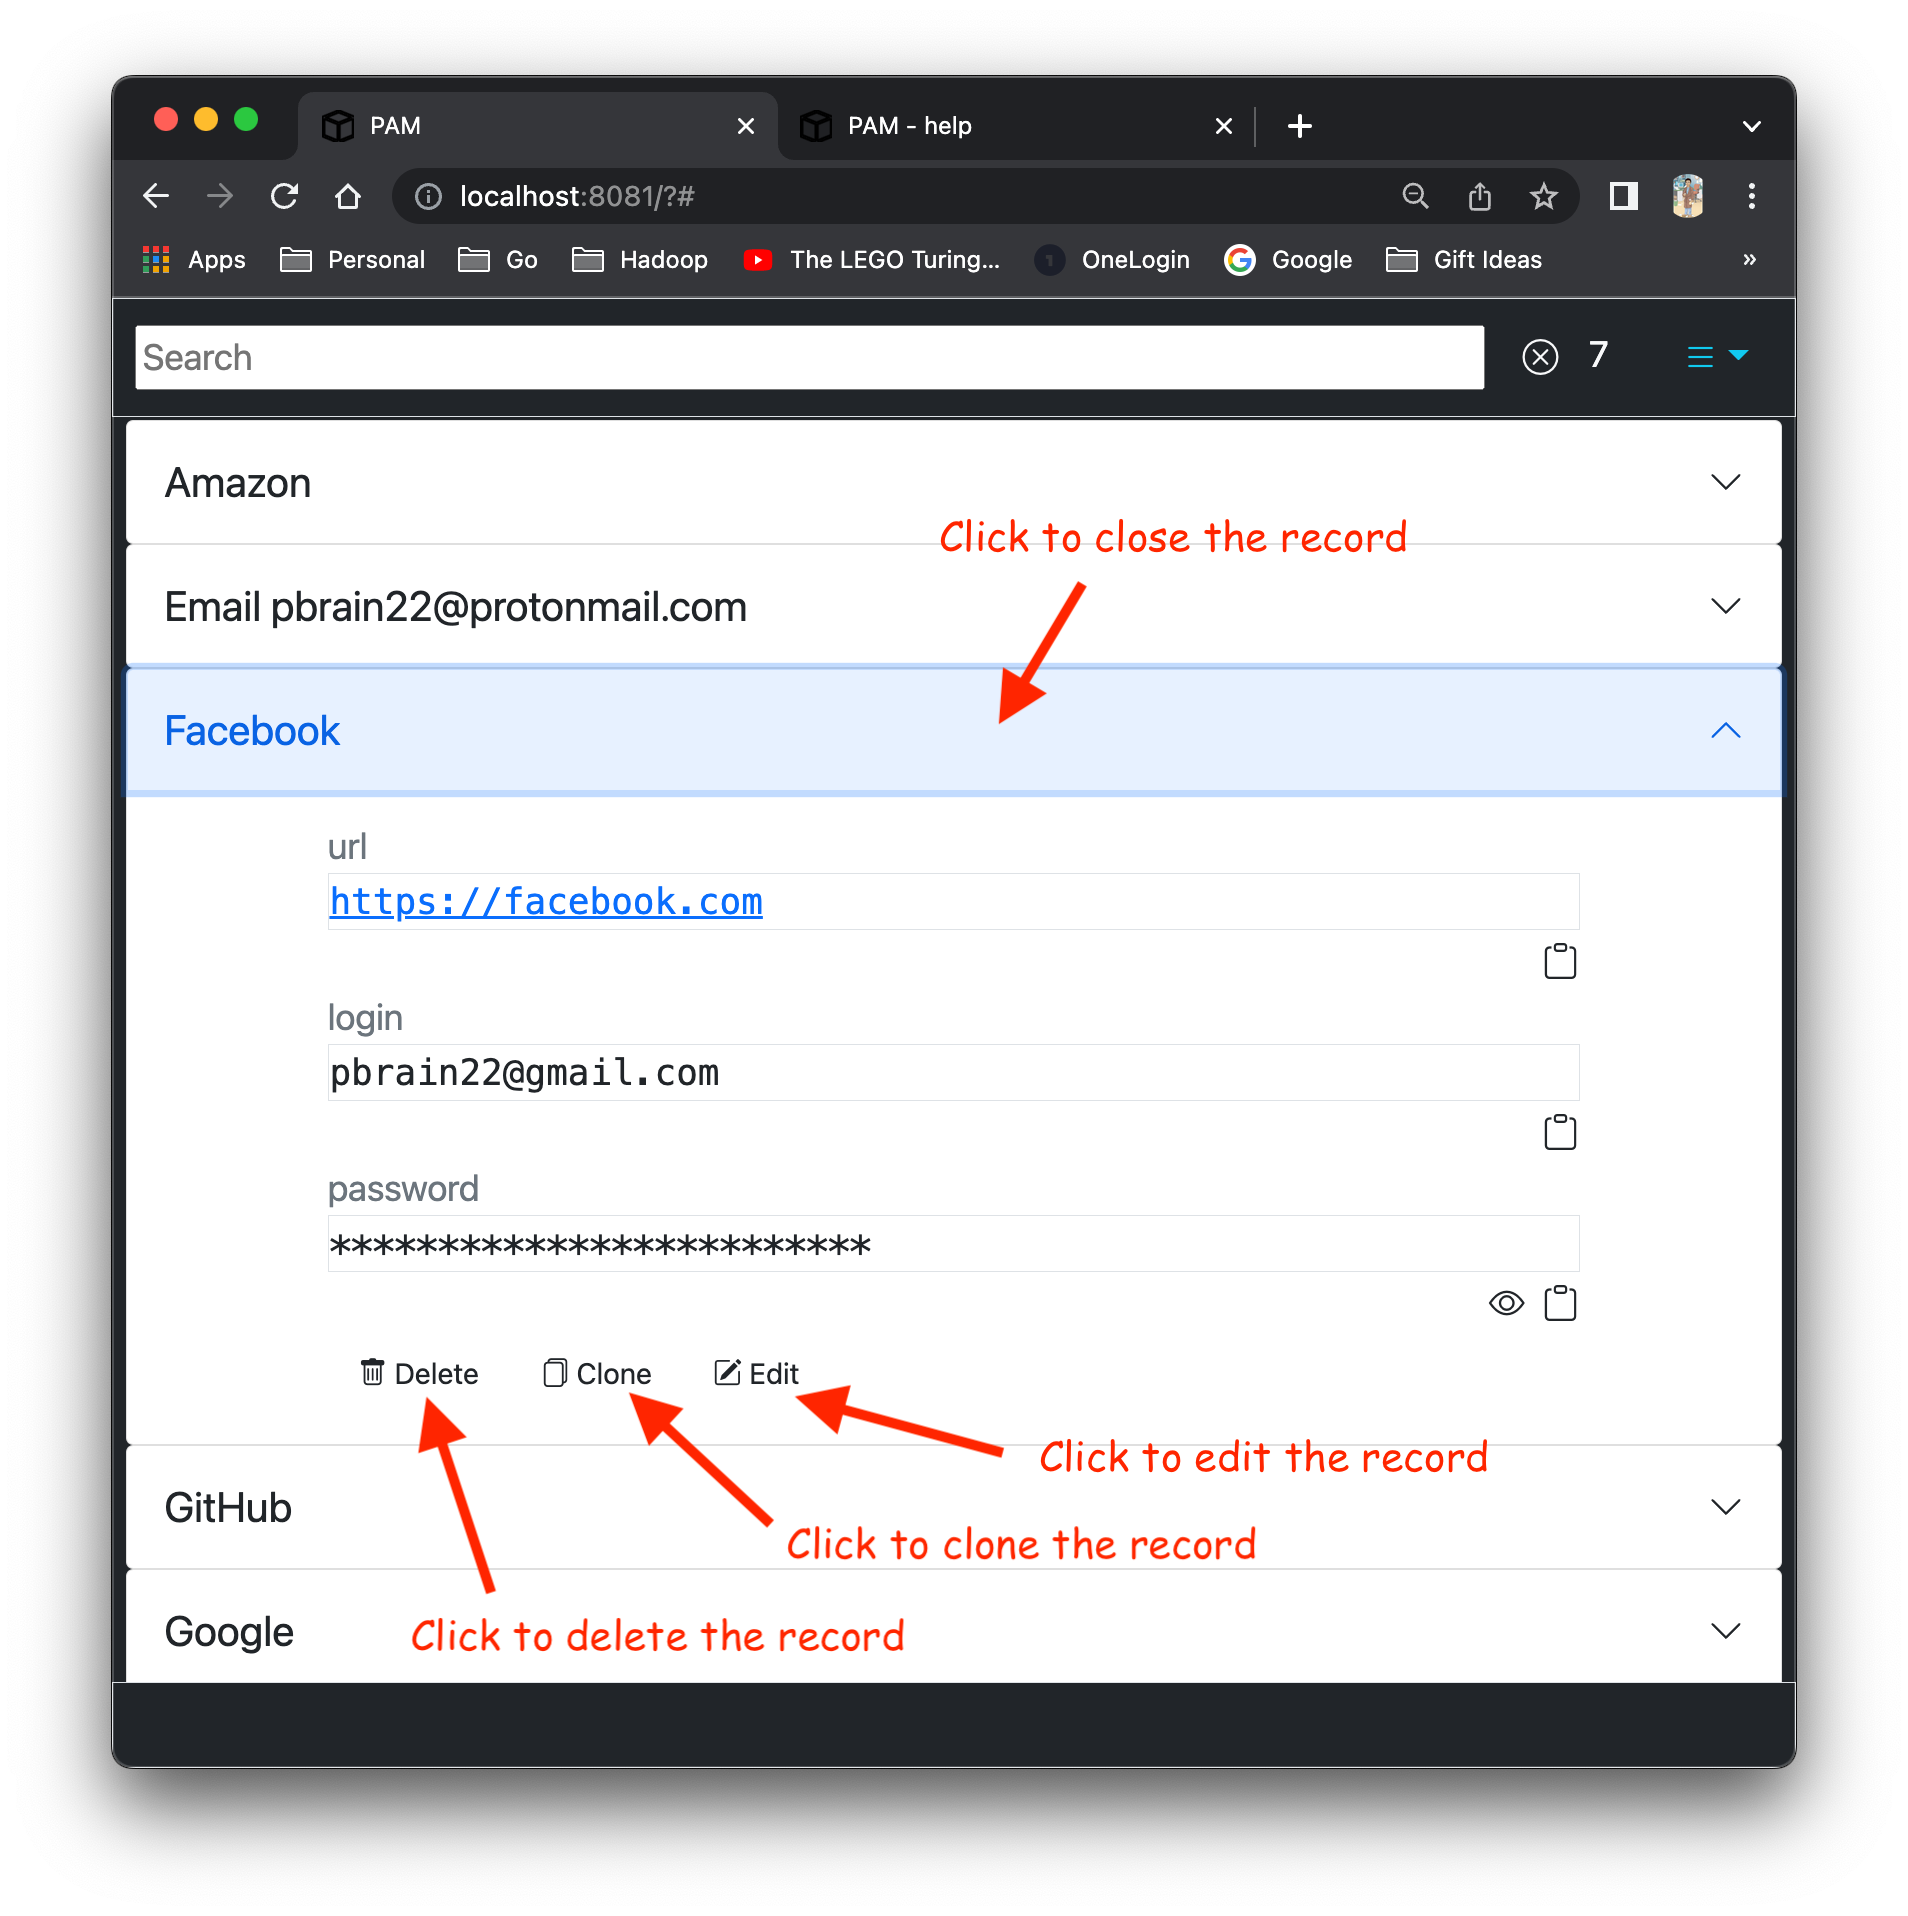 PAM
PAM - help
localhost:8081/?#
Apps Personal Go Hadoop The LEGO Turing... OneLogin Google Gift Ideas »
Search
7
Amazon
Click to close the record
Email pbrain22@protonmail.com
Facebook
url
https://facebook.com
login
pbrain22@gmail.com
password
*************************
Delete Clone Edit
Click to edit the record
GitHub
Click to clone the record
Google
Click to delete the record